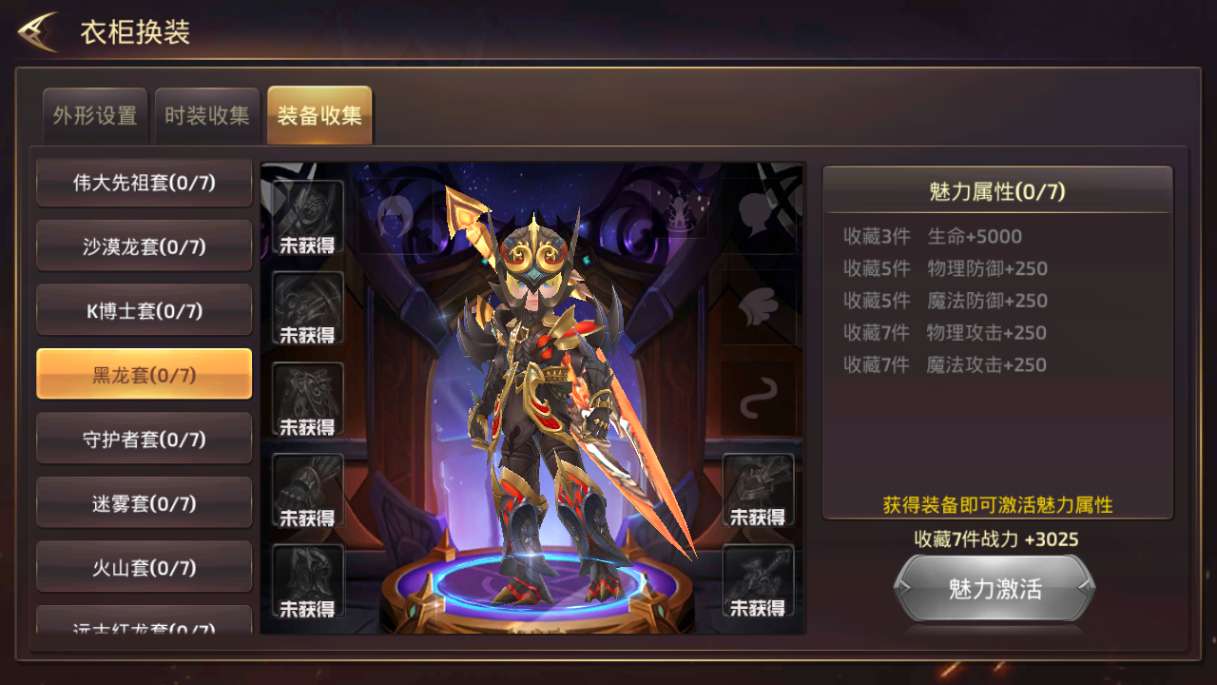 衣柜换装
外形设置
时装收集
装备收集
伟大先祖套(0/7)
沙漠龙套(0/7)
K博士套(0/7)
黑龙套(0/7)
守护者套(0/7)
迷雾套(0/7)
火山套(0/7)
远古红龙套(0/7)
未获得
未获得
未获得
未获得
未获得
未获得
未获得
魅力属性(0/7)
收藏3件 生命+5000
收藏5件 物理防御+250
收藏5件 魔法防御+250
收藏7件 物理攻击+250
收藏7件 魔法攻击+250
获得装备即可激活魅力属性
收藏7件战力 +3025
魅力激活